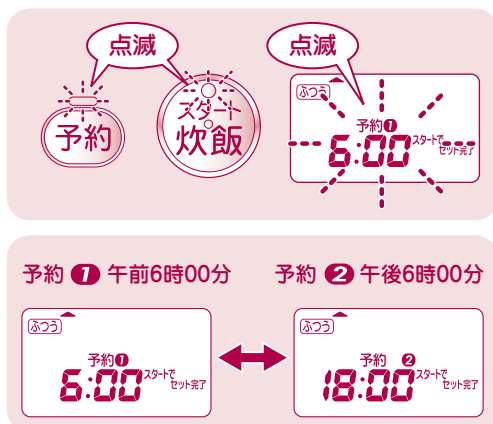 点滅
点滅
予約
スタート
炊飯
ふつう
予約❶
6:00
スタートで
セット完了
予約 ❶ 午前6時00分
予約 ❷ 午後6時00分
ふつう
予約❶
6:00
スタートで
セット完了
ふつう
予約 ❷
18:00
スタートで
セット完了